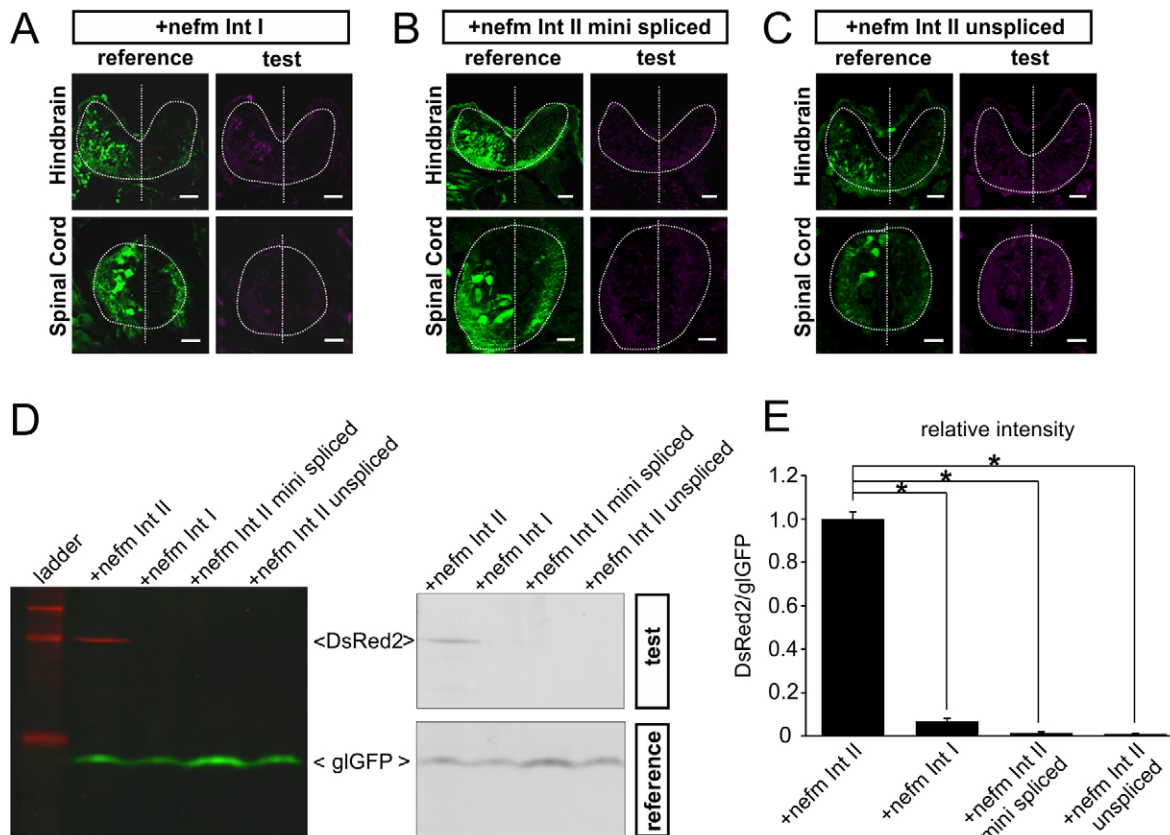 A
+nefm Int I
reference test
Hindbrain
Spinal Cord
B
+nefm Int II mini spliced
reference test
Hindbrain
Spinal Cord
C
+nefm Int II unspliced
reference test
Hindbrain
Spinal Cord
D
ladder
+nefm Int II
+nefm Int I
+nefm Int II mini spliced
+nefm Int II unspliced
<DsRed2>
< glGFP >
+nefm Int II
+nefm Int I
+nefm Int II mini spliced
+nefm Int II unspliced
test
reference
E
relative intensity
DsRed2/glGFP
1.2
1.0
0.8
0.6
0.4
0.2
0
*
*
*
+nefm Int II
+nefm Int I
+nefm Int II
mini spliced
+nefm Int II
unspliced